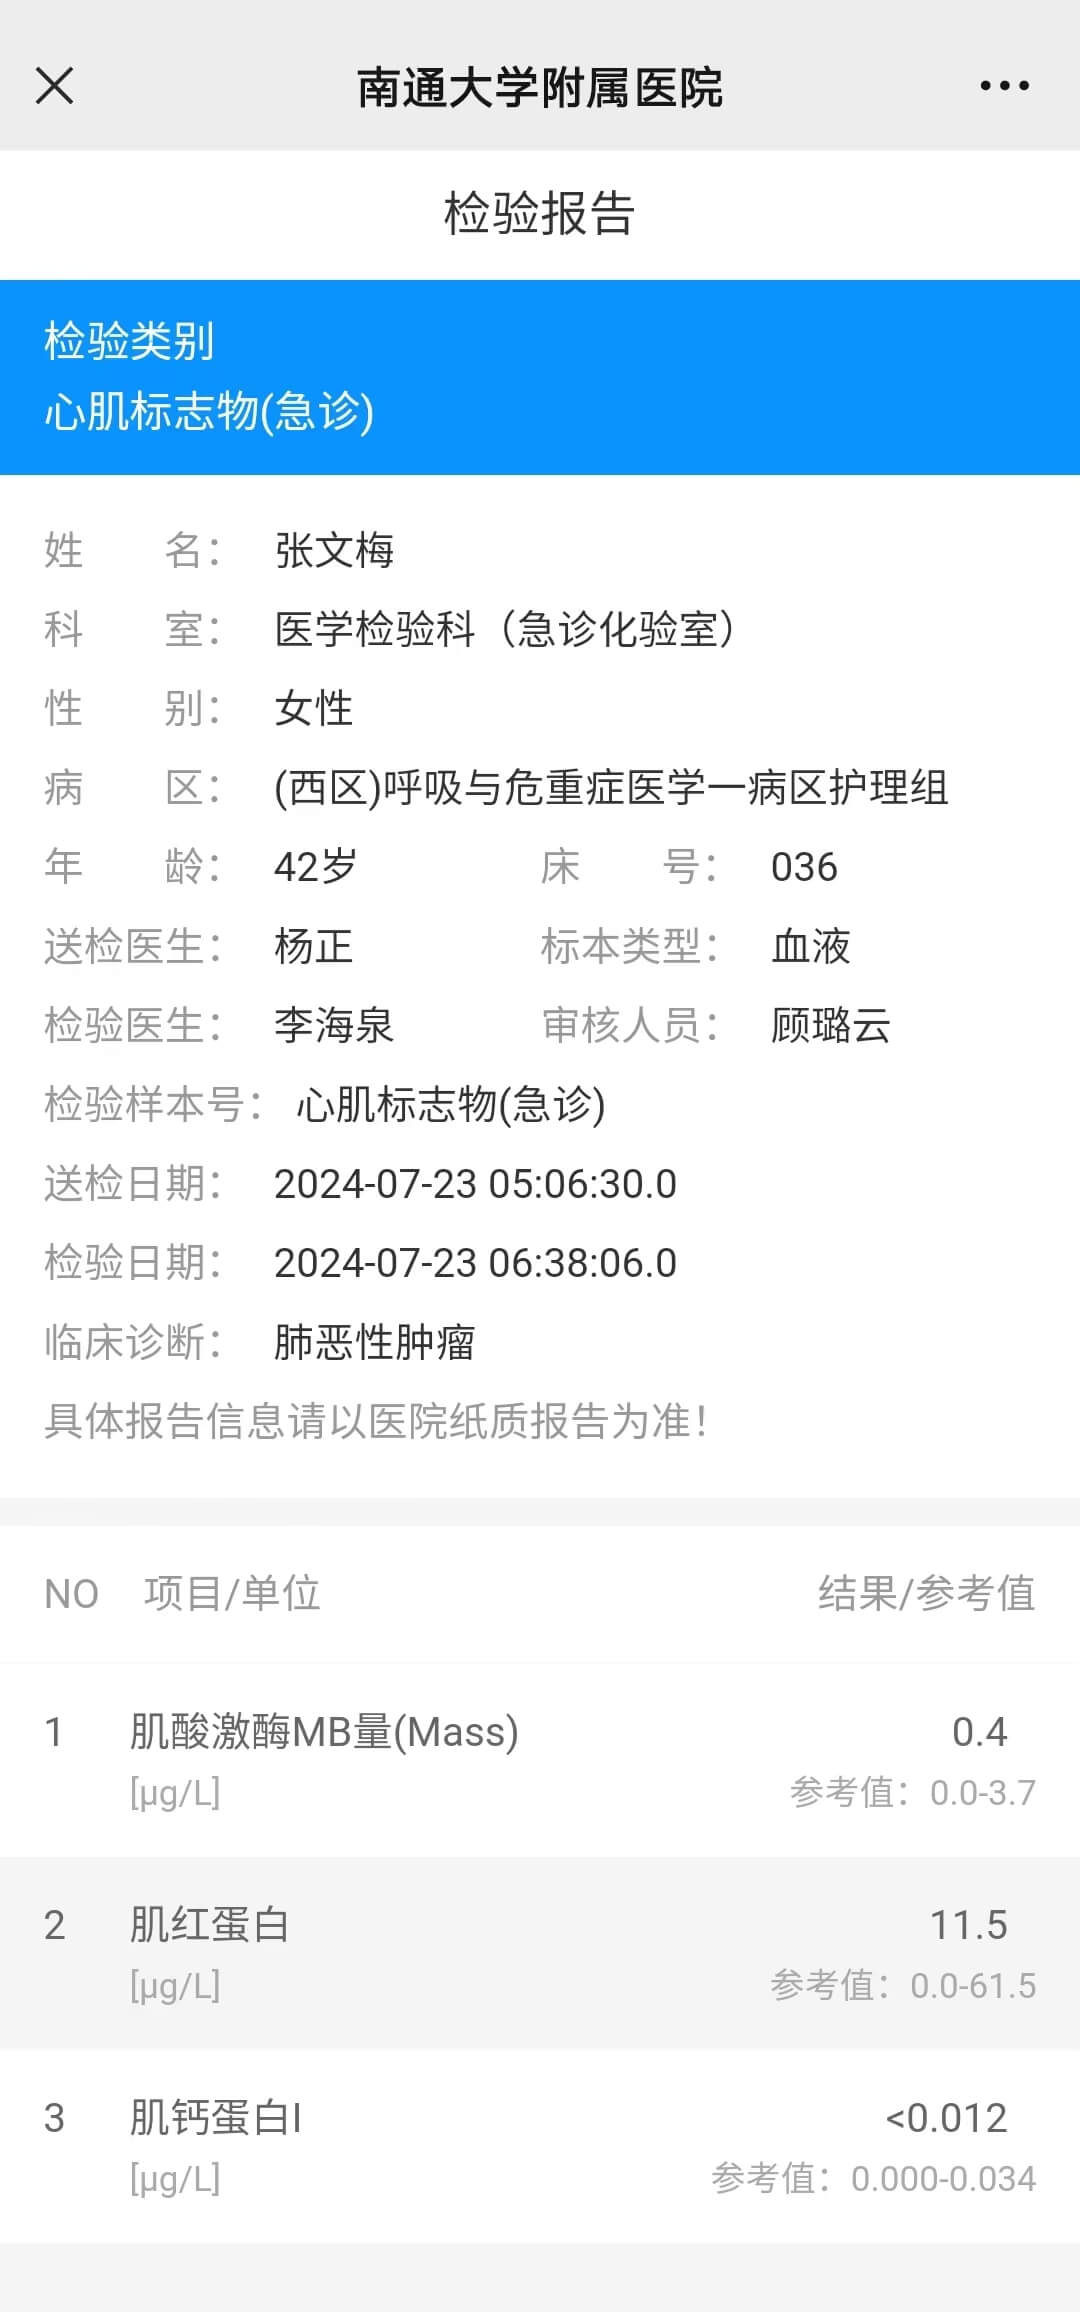 南通大学附属医院
检验报告
检验类别
心肌标志物(急诊)
姓 名： 张文梅
科 室： 医学检验科（急诊化验室）
性 别： 女性
病 区： (西区)呼吸与危重症医学一病区护理组
年 龄： 42岁 床 号： 036
送检医生： 杨正 标本类型： 血液
检验医生： 李海泉 审核人员： 顾璐云
检验样本号： 心肌标志物(急诊)
送检日期： 2024-07-23 05:06:30.0
检验日期： 2024-07-23 06:38:06.0
临床诊断： 肺恶性肿瘤
具体报告信息请以医院纸质报告为准！
NO 项目/单位 结果/参考值
1 肌酸激酶MB量(Mass) 0.4
[μg/L] 参考值：0.0-3.7
2 肌红蛋白 11.5
[μg/L] 参考值：0.0-61.5
3 肌钙蛋白I <0.012
[μg/L] 参考值：0.000-0.034